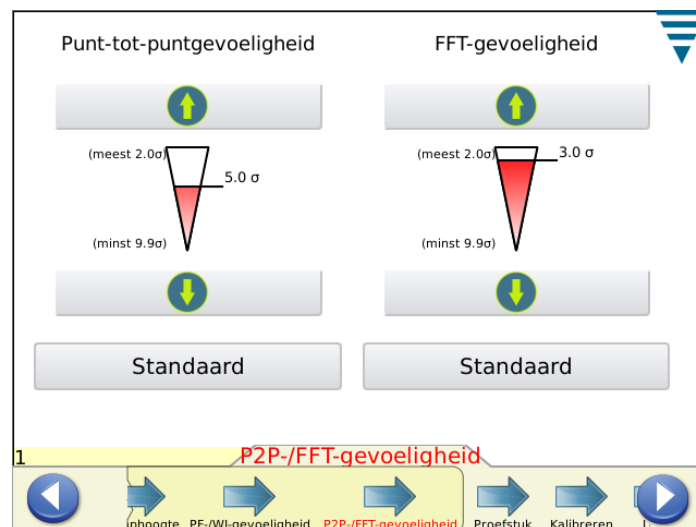 Punt-tot-puntgevoeligheid
FFT-gevoeligheid
(meest 2.0σ)
5.0 σ
(minst 9.9σ)
(meest 2.0σ)
3.0 σ
(minst 9.9σ)
Standaard
Standaard
1
P2P-/FFT-gevoeligheid
PF-/WI-gevoeligheid
P2P-/FFT-gevoeligheid
Proefstuk
Kalibreren